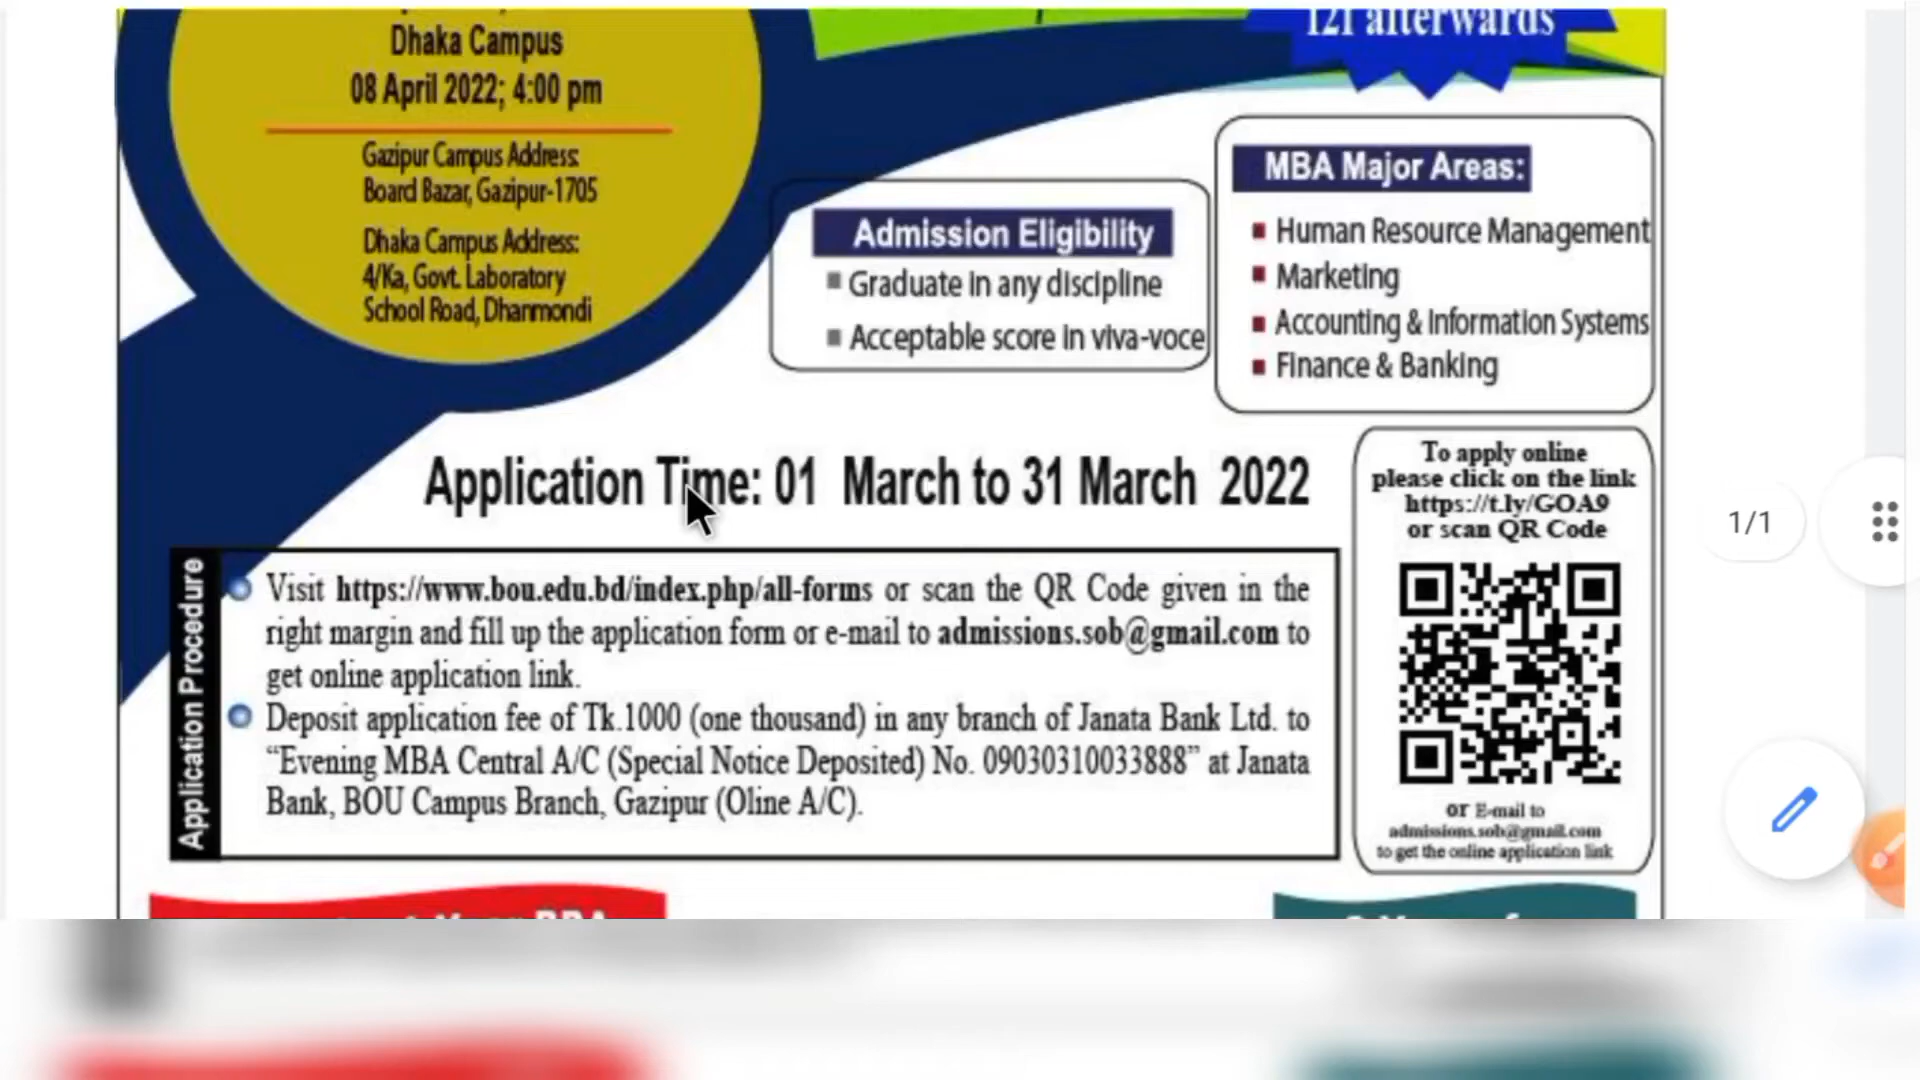 121 afterwards
Dhaka Campus
08 April 2022; 4:00 pm
Gazipur Campus Address:
Board Bazar, Gazipur-1705
Dhaka Campus Address:
4/Ka, Govt. Laboratory
School Road, Dhanmondi
Admission Eligibility
Graduate in any discipline
Acceptable score in viva-voce
MBA Major Areas:
Human Resource Management
Marketing
Accounting & Information Systems
Finance & Banking
Application Time: 01 March to 31 March 2022
To apply online
please click on the link
https://t.ly/GOA9
or scan QR Code
or E-mail to
admissions.sob@gmail.com
to get the online application link
Application Procedure
Visit https://www.bou.edu.bd/index.php/all-forms or scan the QR Code given in the
right margin and fill up the application form or e-mail to admissions.sob@gmail.com to
get online application link.
Deposit application fee of Tk.1000 (one thousand) in any branch of Janata Bank Ltd. to
“Evening MBA Central A/C (Special Notice Deposited) No. 09030310033888” at Janata
Bank, BOU Campus Branch, Gazipur (Oline A/C).
1/1